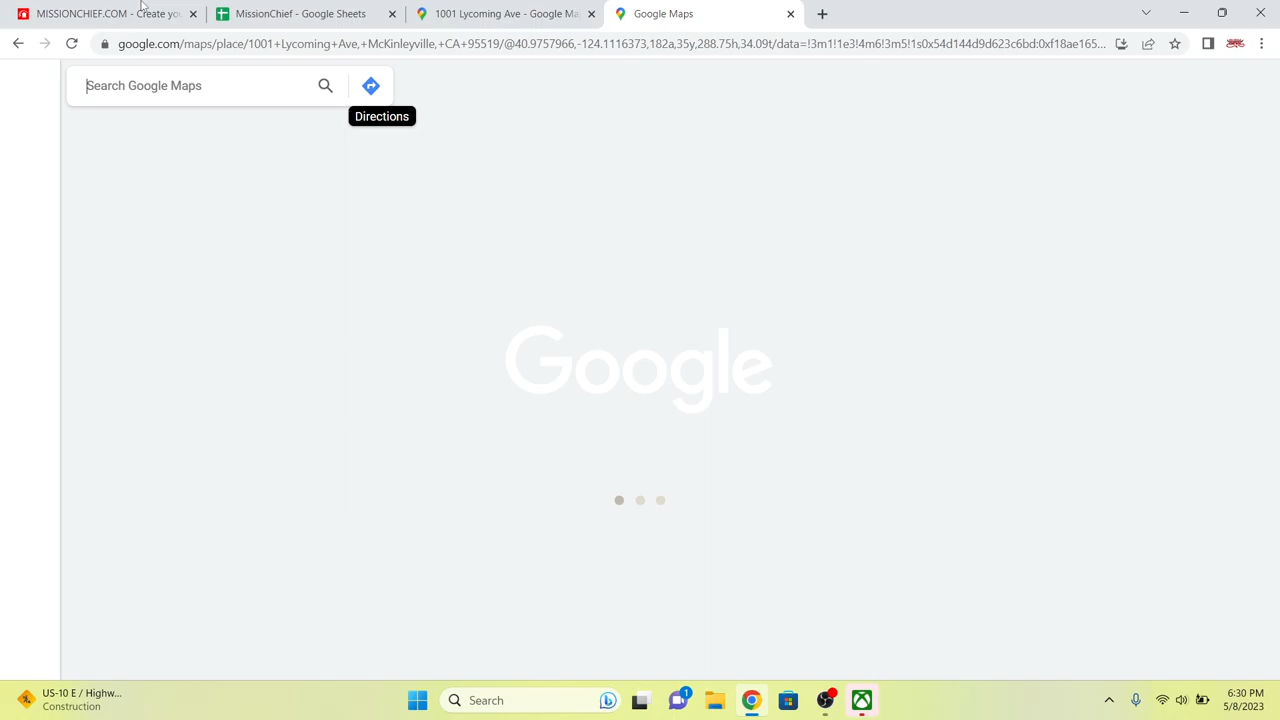 MISSIONCHIEF.COM - Create yo
MissionChief - Google Sheets
1001 Lycoming Ave - Google Ma
Google Maps
google.com/maps/place/1001+Lycoming+Ave,+McKinleyville,+CA+95519/@40.9757966,-124.1116373,182a,35y,288.75h,34.09t/data=!3m1!1e3!4m6!3m5!1s0x54d144d9d623c6bd:0xf18ae165...
Search Google Maps
Directions
Google
US-10 E / Highw...
Construction
Search
1
6:30 PM
5/8/2023